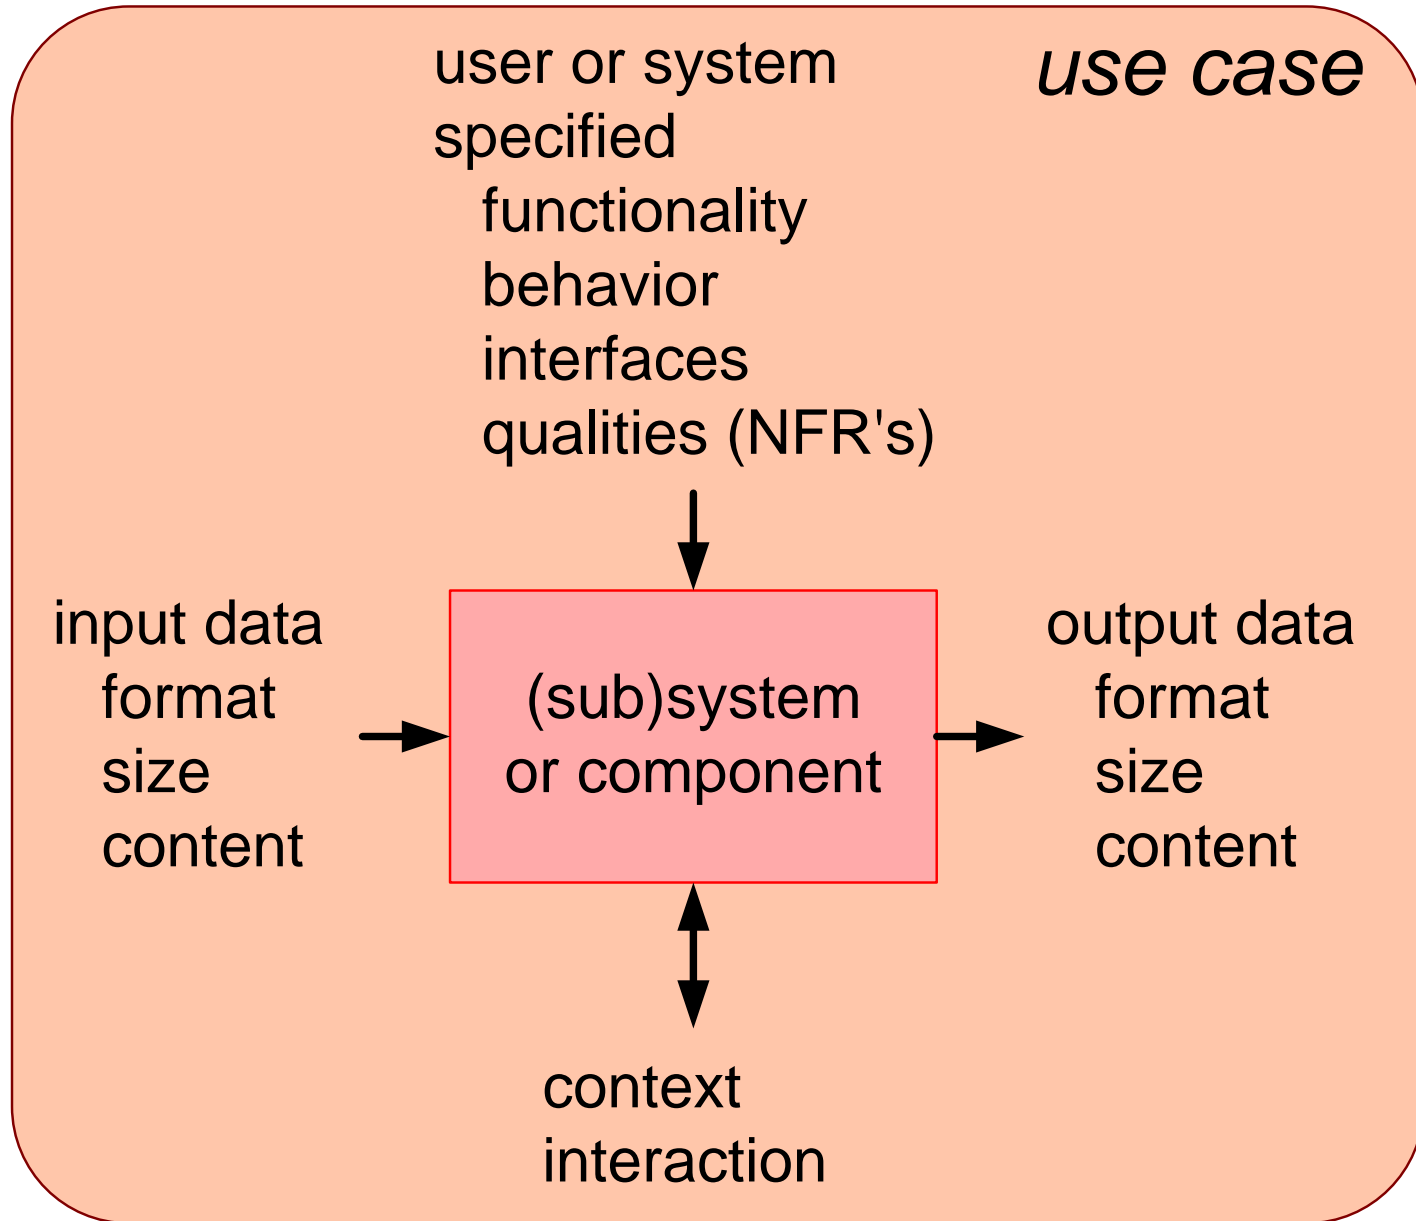 use case
user or system
specified
functionality
behavior
interfaces
qualities (NFR's)
input data
format
size
content
(sub)system
or component
output data
format
size
content
context
interaction